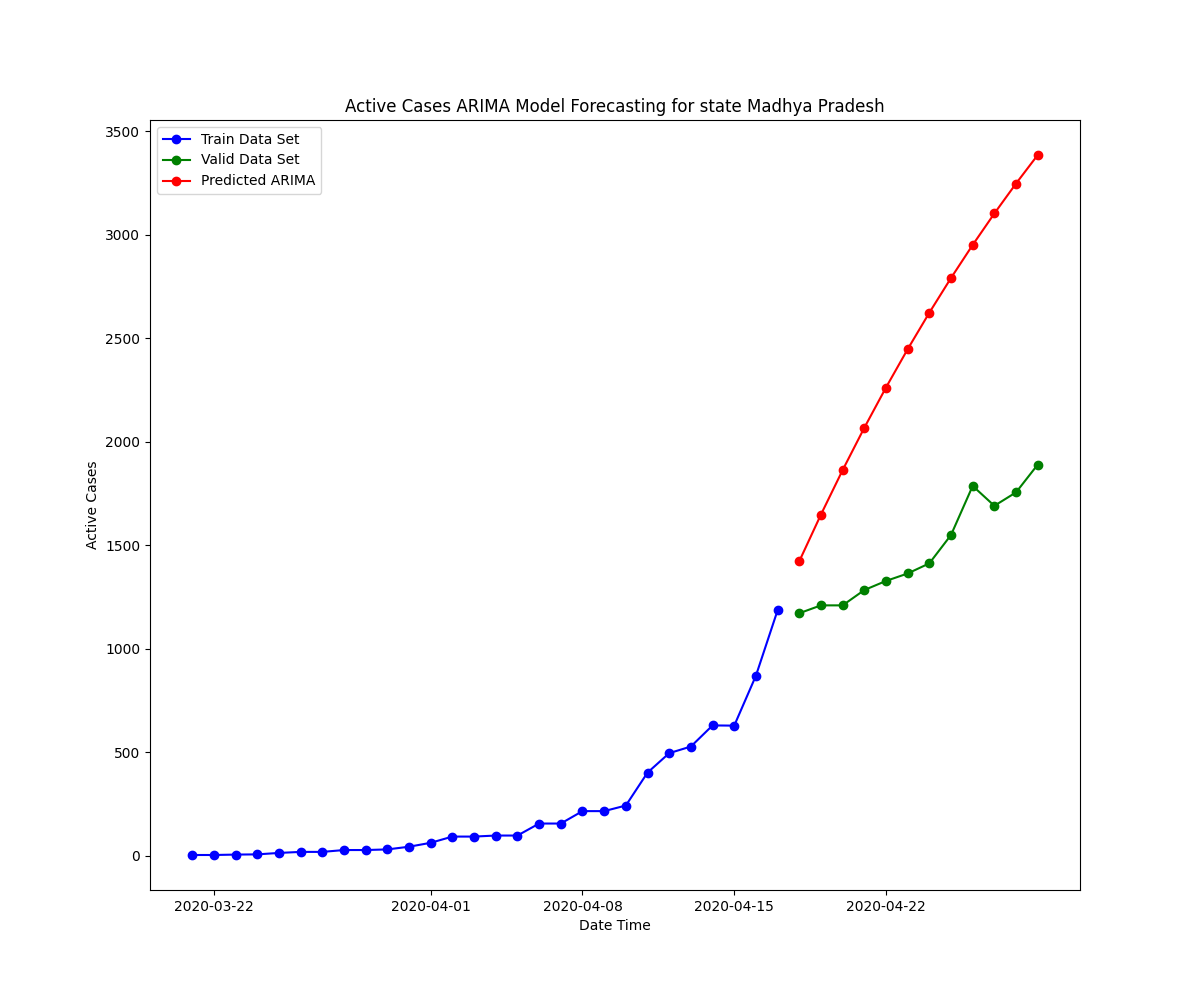 Active Cases ARIMA Model Forecasting for state Madhya Pradesh
Train Data Set
Valid Data Set
Predicted ARIMA
3500
3000
2500
2000
1500
1000
500
0
Active Cases
2020-03-22 2020-04-01 2020-04-08 2020-04-15 2020-04-22
Date Time